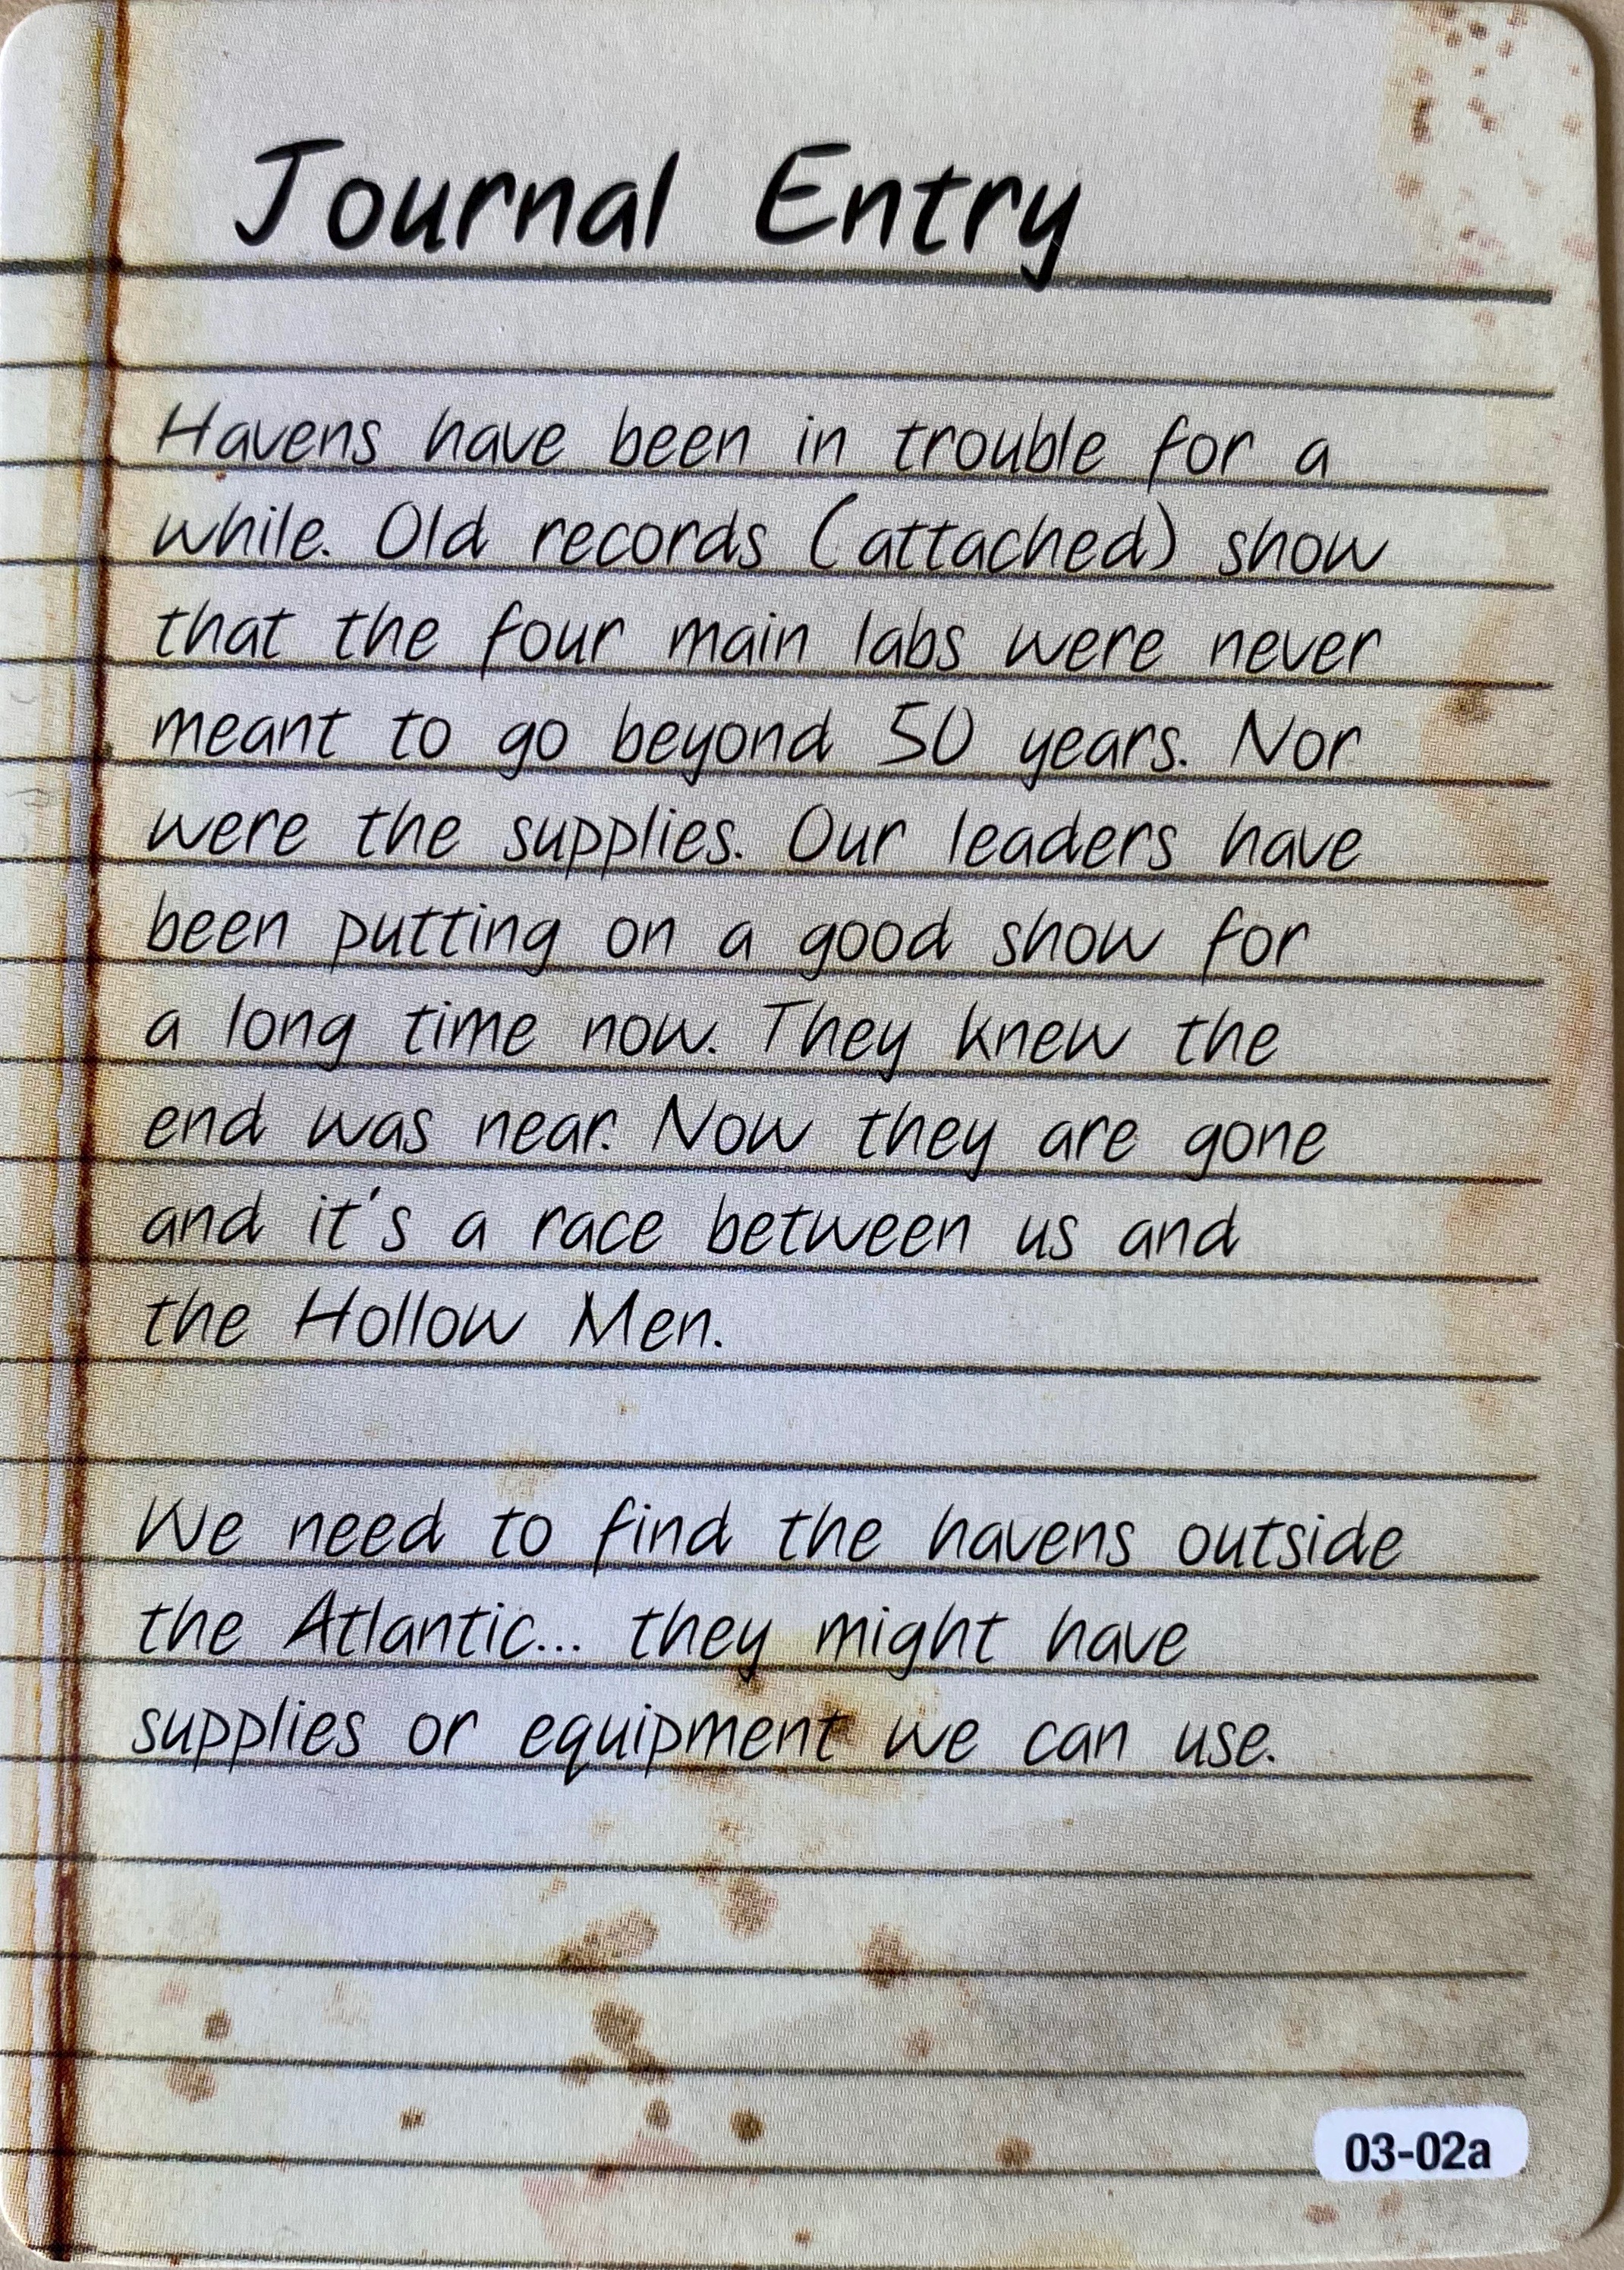 Journal Entry
Havens have been in trouble for a
while. Old records (attached) show
that the four main labs were never
meant to go beyond 50 years. Nor
were the supplies. Our leaders have
been putting on a good show for
a long time now. They knew the
end was near. Now they are gone
and it's a race between us and
the Hollow Men.
We need to find the havens outside
the Atlantic... they might have
supplies or equipment we can use.
03-02a